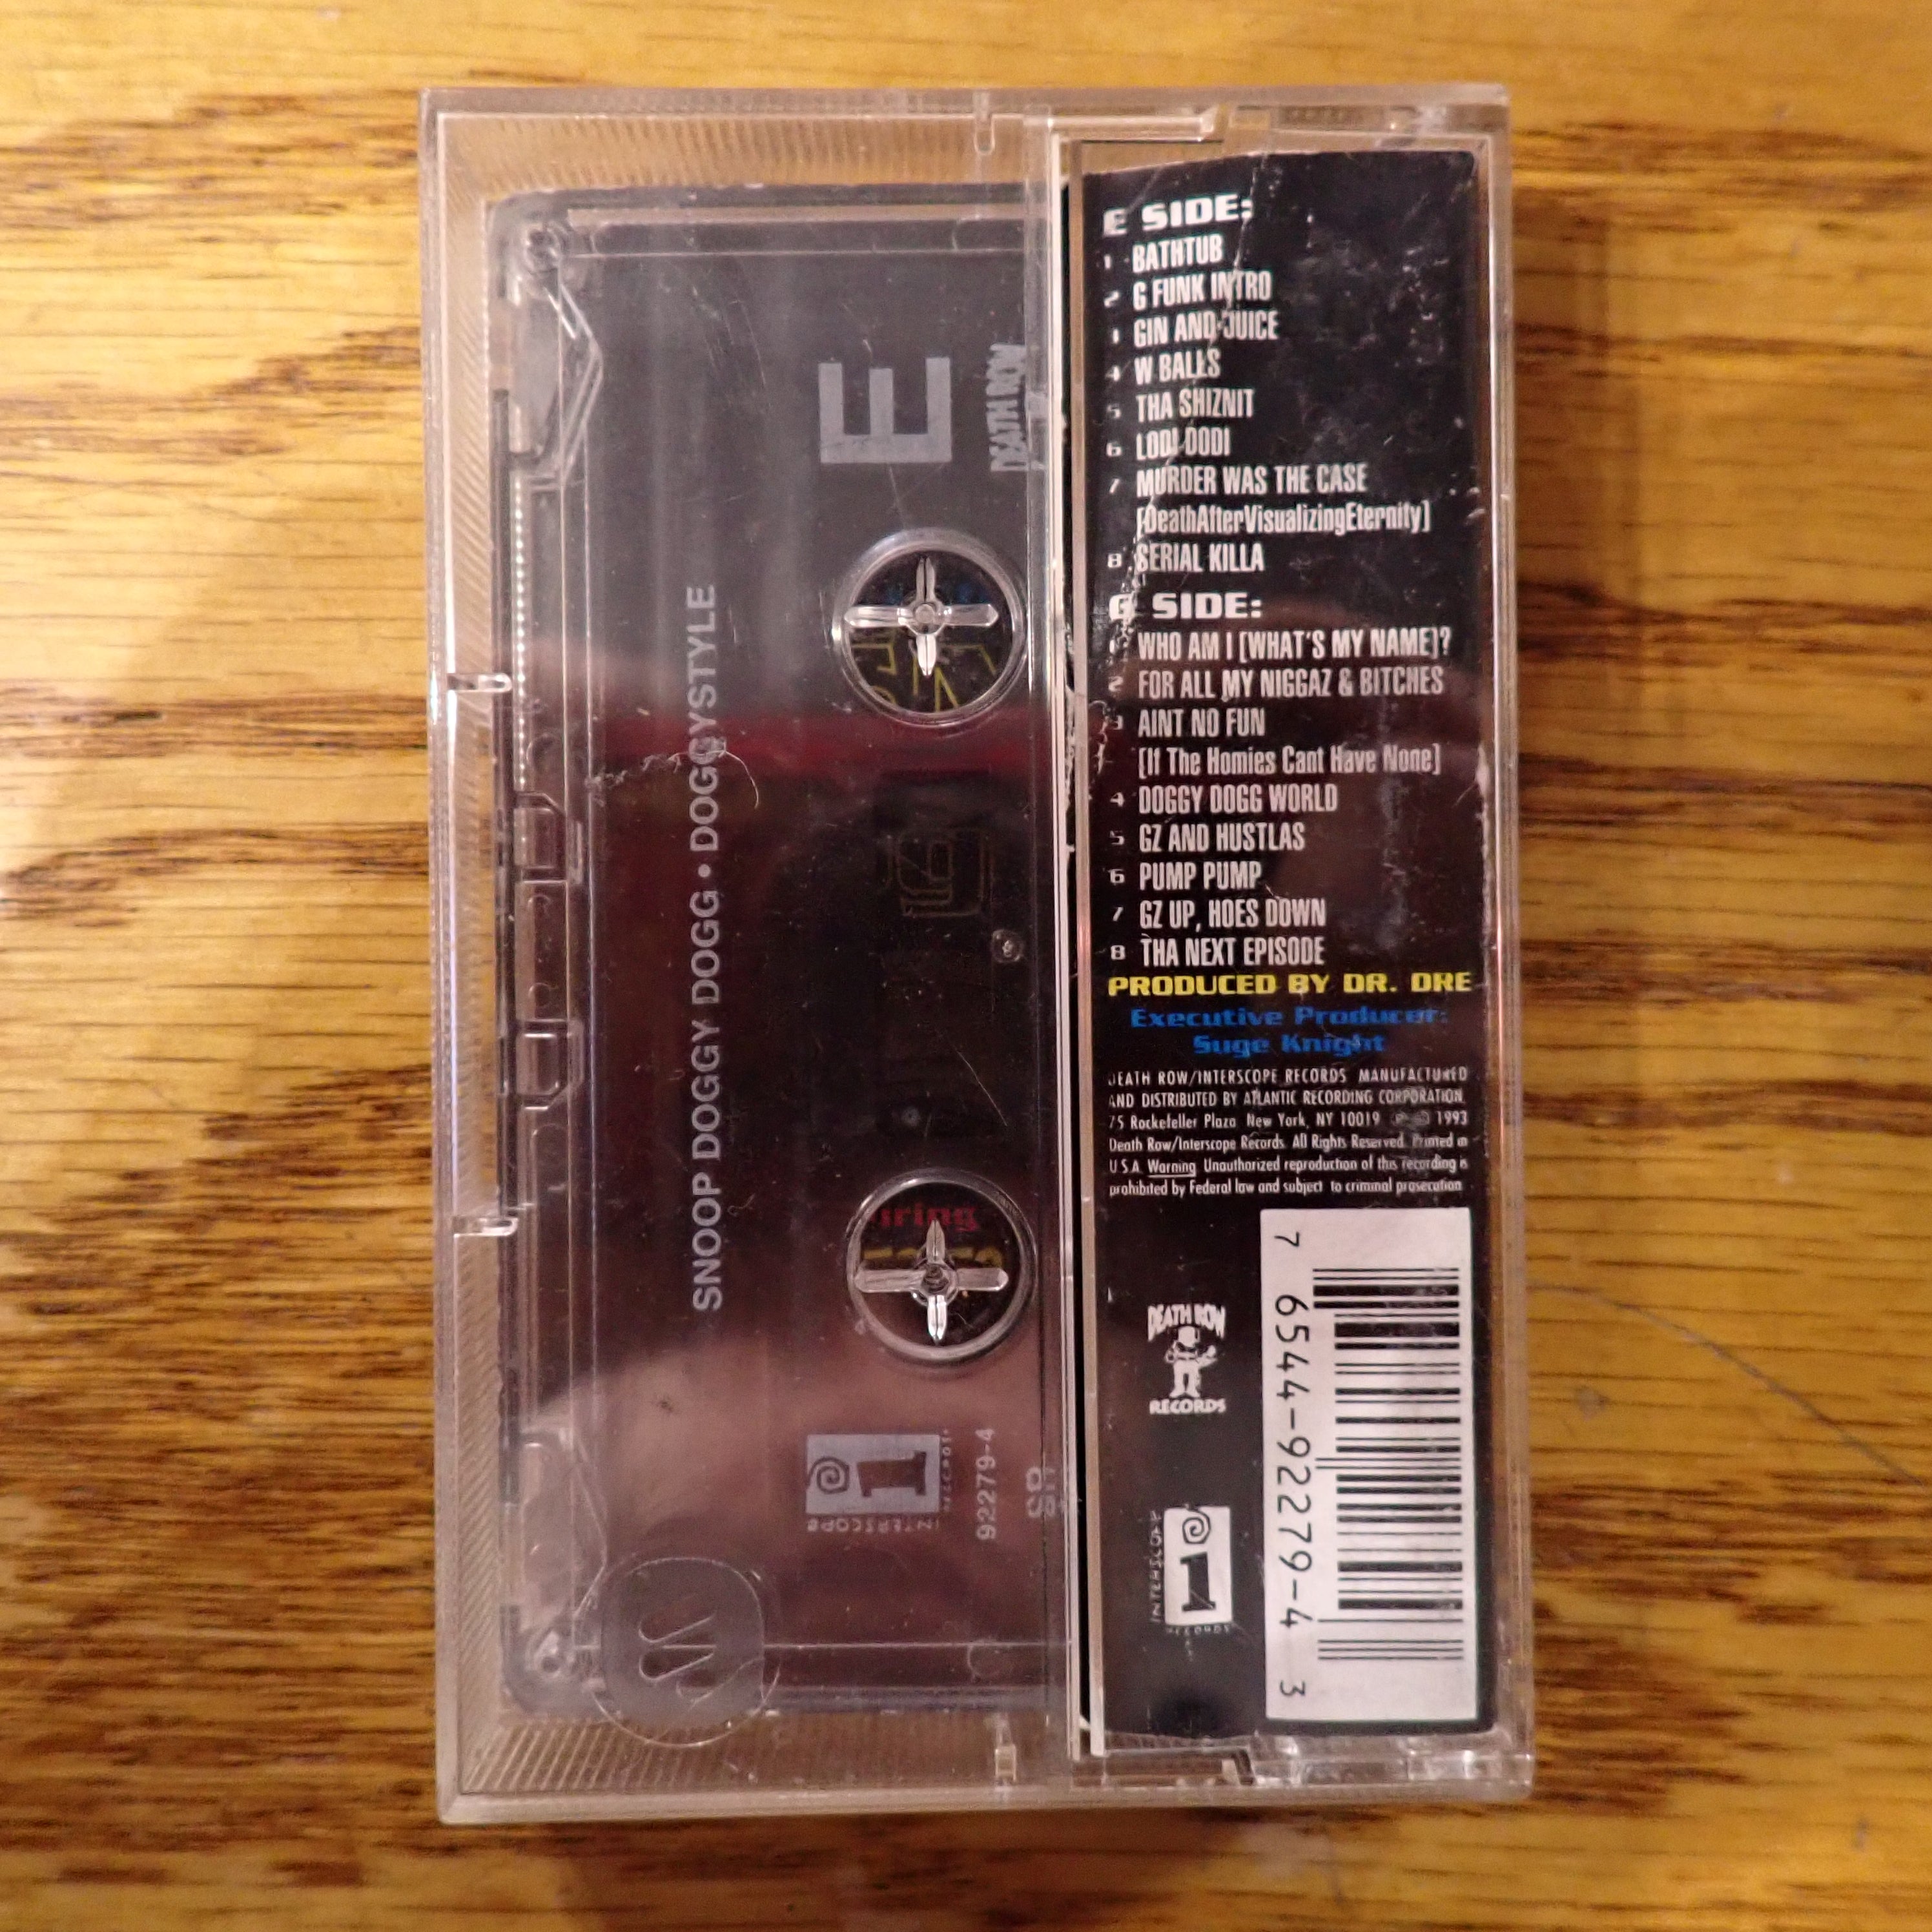 E SIDE:
1 BATHTUB
2 G FUNK INTRO
3 GIN AND JUICE
4 W BALLS
5 THA SHIZNIT
6 LODI DODI
7 MURDER WAS THE CASE
[DeathAfterVisualizingEternity]
8 SERIAL KILLA
G SIDE:
1 WHO AM I [WHAT'S MY NAME]?
2 FOR ALL MY NIGGAZ & BITCHES
3 AINT NO FUN
[If The Homies Cant Have None]
4 DOGGY DOGG WORLD
5 GZ AND HUSTLAS
6 PUMP PUMP
7 GZ UP, HOES DOWN
8 THA NEXT EPISODE
PRODUCED BY DR. DRE
Executive Producer:
Suge Knight
DEATH ROW/INTERSCOPE RECORDS MANUFACTURED
AND DISTRIBUTED BY ATLANTIC RECORDING CORPORATION,
75 Rockefeller Plaza New York, NY 10019 ℗ © 1993
Death Row/Interscope Records. All Rights Reserved. Printed in
U.S.A. Warning Unauthorized reproduction of this recording is
prohibited by Federal law and subject to criminal prosecution.
DEATH ROW
RECORDS
INTERSCOPE
RECORDS
7 6544-92279-4 3
E
DEATH ROW
SNOOP DOGGY DOGG • DOGGYSTYLE
INTERSCOPE
RECORDS
92279-4
iring